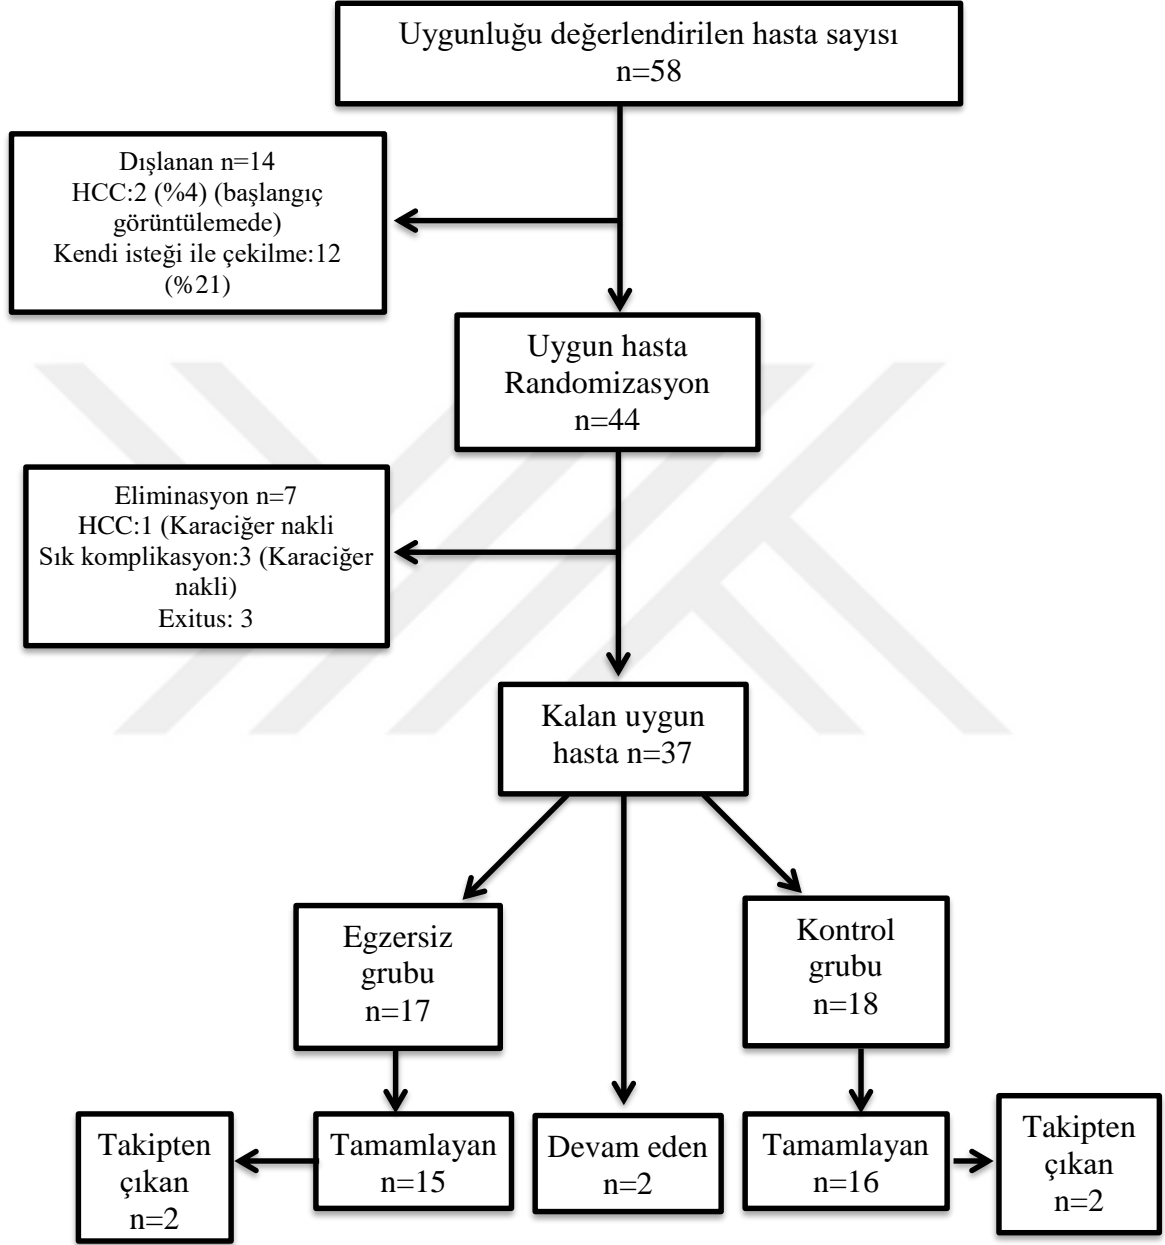 Uygunluğu değerlendirilen hasta sayısı
n=58
Dışlanan n=14
HCC:2 (%4) (başlangıç
görüntülemede)
Kendi isteği ile çekilme:12
(%21)
Uygun hasta
Randomizasyon
n=44
Eliminasyon n=7
HCC:1 (Karaciğer nakli
Sık komplikasyon:3 (Karaciğer
nakli)
Exitus: 3
Kalan uygun
hasta n=37
Egzersiz
grubu
n=17
Kontrol
grubu
n=18
Takipten
çıkan
n=2
Tamamlayan
n=15
Devam eden
n=2
Tamamlayan
n=16
Takipten
çıkan
n=2